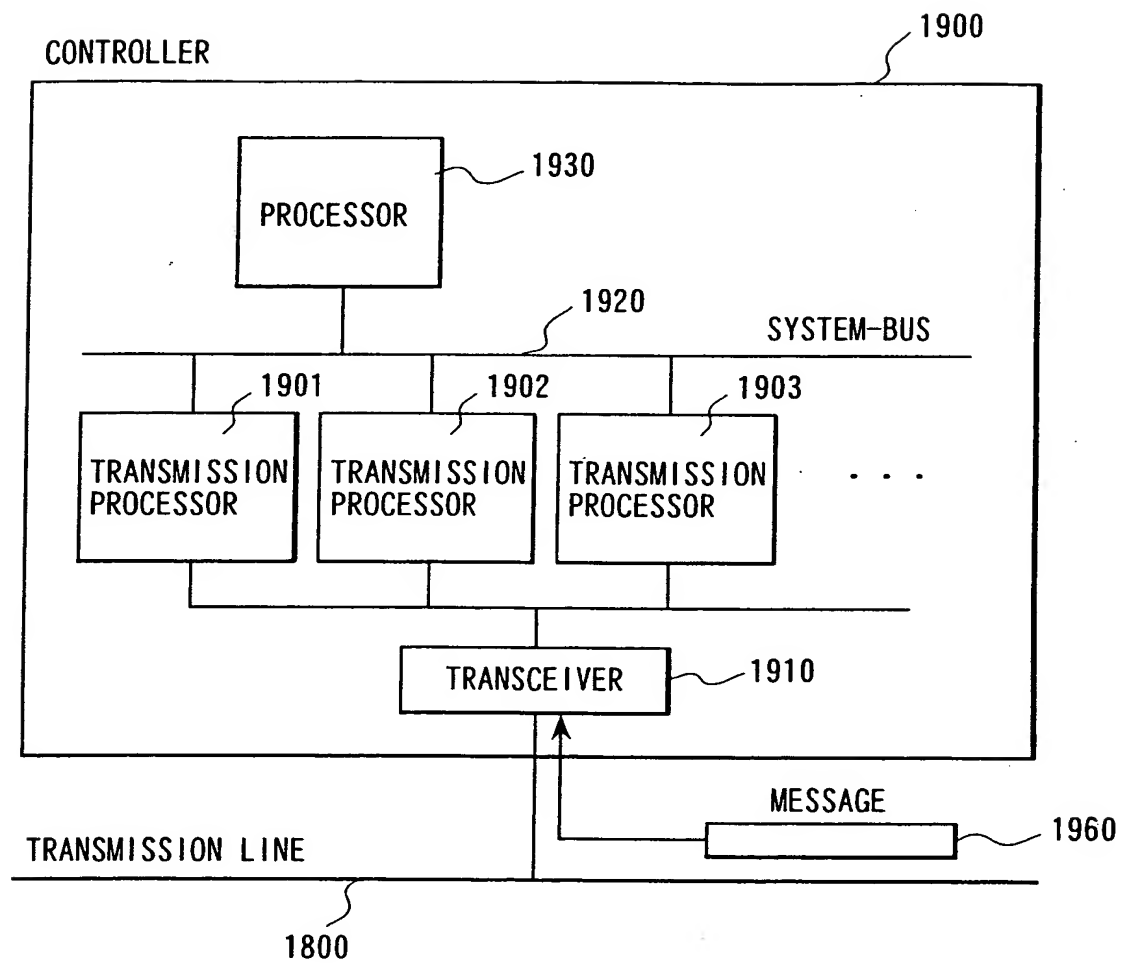 1900
CONTROLLER
1930
PROCESSOR
1920
SYSTEM-BUS
1901
1902
1903
TRANSMISSION
PROCESSOR
TRANSMISSION
PROCESSOR
TRANSMISSION
PROCESSOR
. . .
TRANSCEIVER
1910
MESSAGE
1960
TRANSMISSION LINE
1800